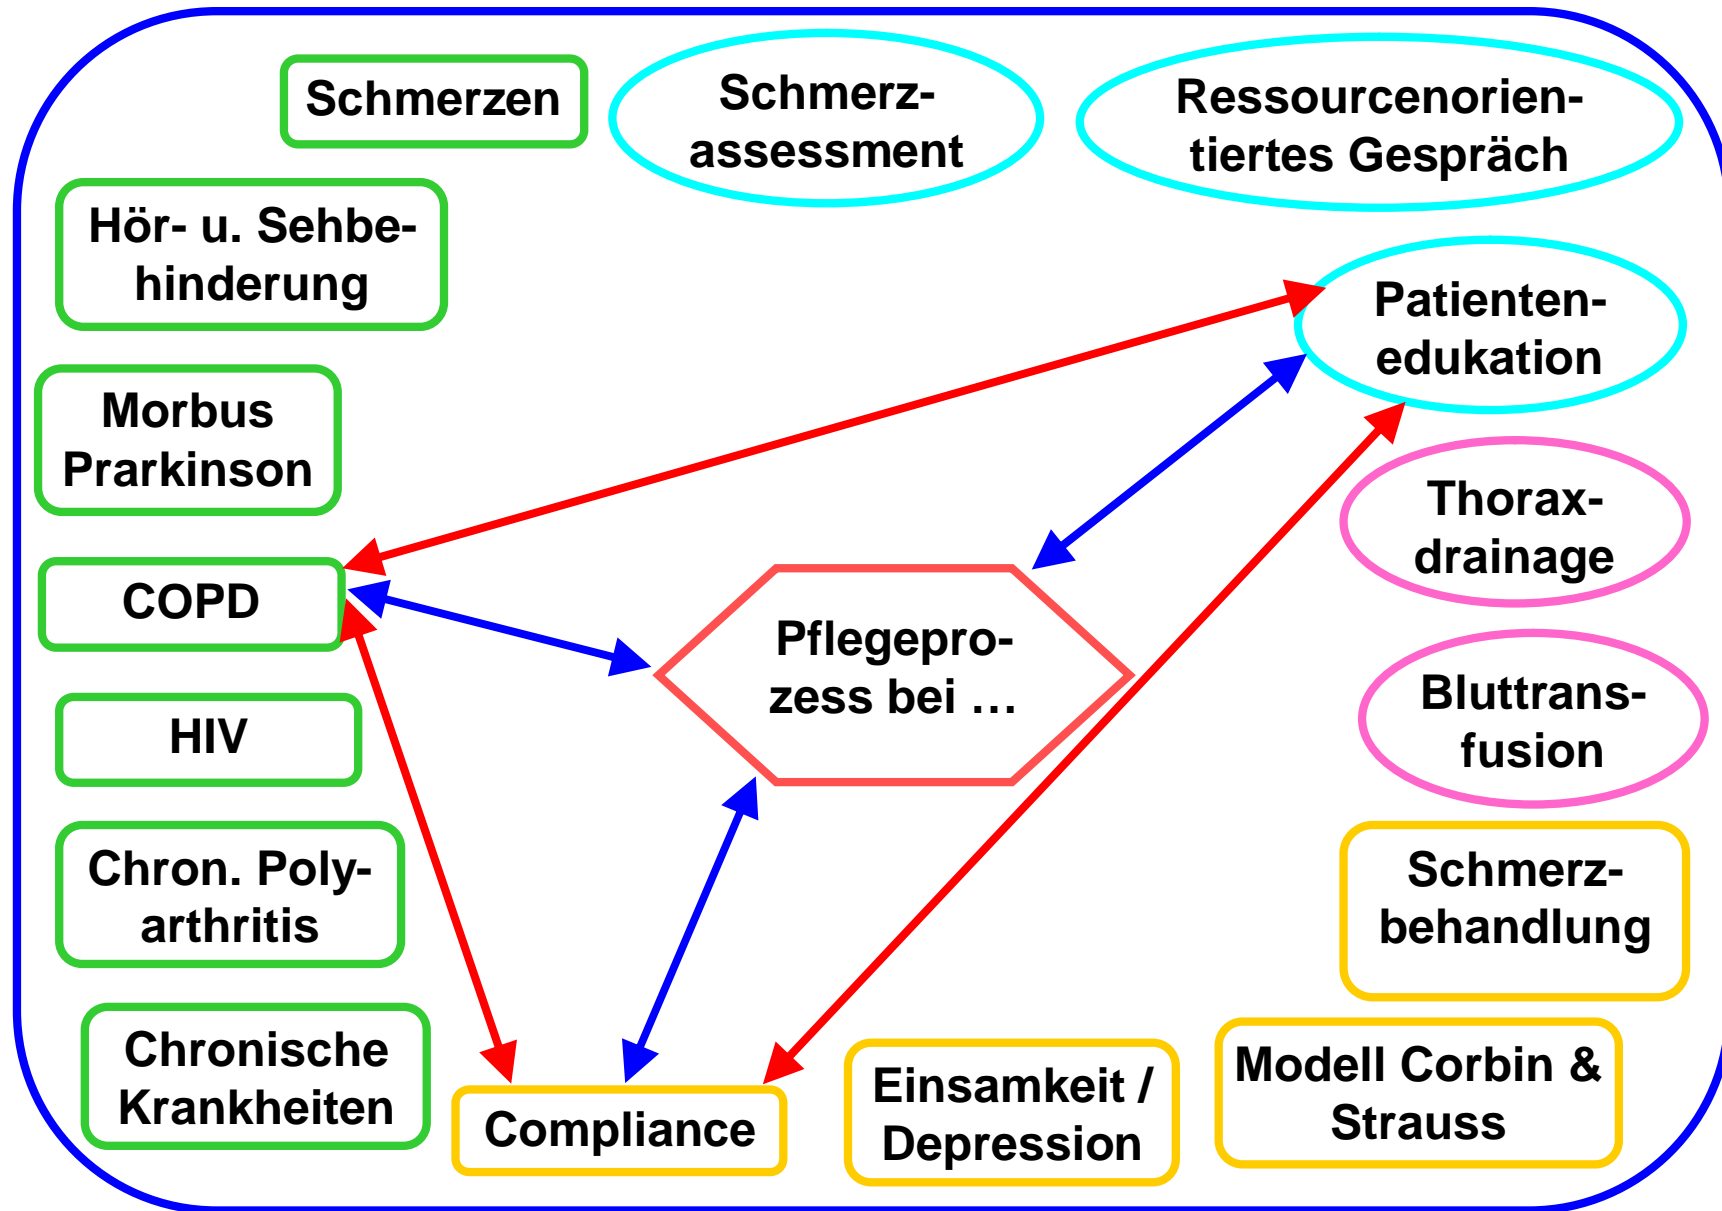 Schmerzen
Schmerz-
assessment
Ressourcenorien-
tiertes Gespräch
Hör- u. Sehbe-
hinderung
Patienten-
edukation
Morbus
Prarkinson
Thorax-
drainage
COPD
Pflegepro-
zess bei …
HIV
Bluttrans-
fusion
Chron. Poly-
arthritis
Schmerz-
behandlung
Chronische
Krankheiten
Compliance
Einsamkeit /
Depression
Modell Corbin &
Strauss